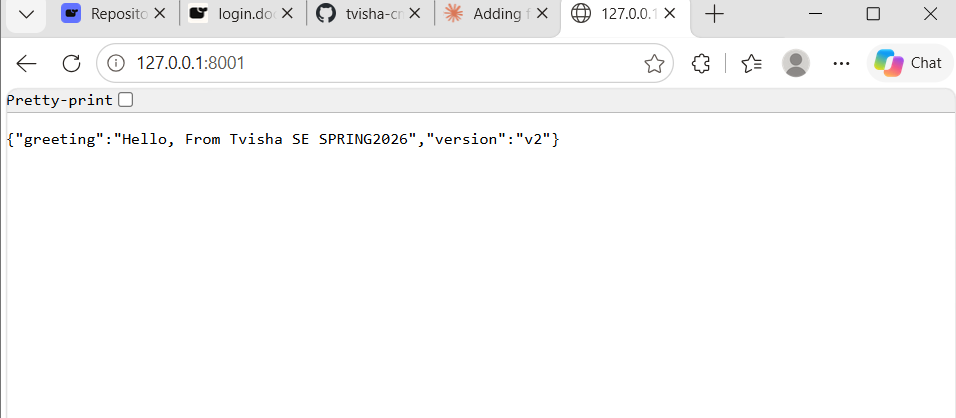 Reposito
login.do
tvisha-cr
Adding
127.0.0.1
127.0.0.1:8001
Chat
Pretty-print
{"greeting":"Hello, From Tvisha SE SPRING2026","version":"v2"}